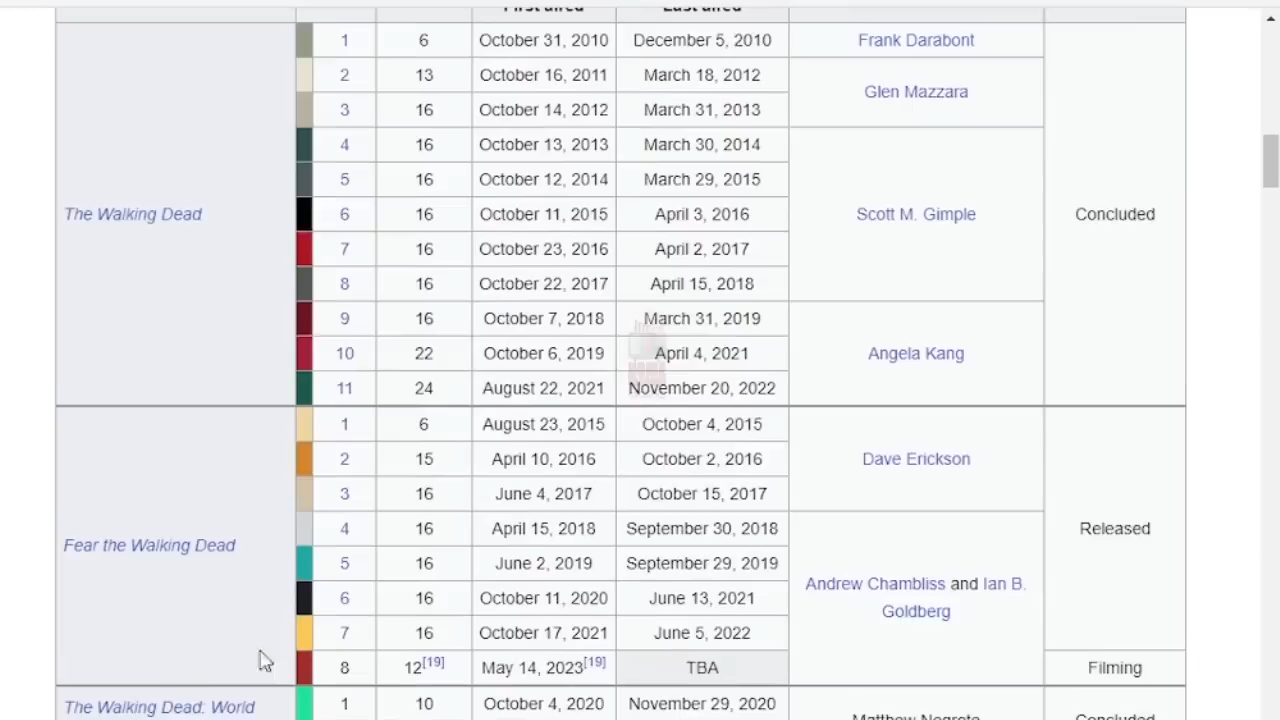 First aired Last aired
The Walking Dead
1 6 October 31, 2010 December 5, 2010 Frank Darabont
2 13 October 16, 2011 March 18, 2012 Glen Mazzara
3 16 October 14, 2012 March 31, 2013
4 16 October 13, 2013 March 30, 2014
5 16 October 12, 2014 March 29, 2015
6 16 October 11, 2015 April 3, 2016 Scott M. Gimple Concluded
7 16 October 23, 2016 April 2, 2017
8 16 October 22, 2017 April 15, 2018
9 16 October 7, 2018 March 31, 2019
10 22 October 6, 2019 April 4, 2021 Angela Kang
11 24 August 22, 2021 November 20, 2022
Fear the Walking Dead
1 6 August 23, 2015 October 4, 2015
2 15 April 10, 2016 October 2, 2016 Dave Erickson
3 16 June 4, 2017 October 15, 2017
4 16 April 15, 2018 September 30, 2018 Released
5 16 June 2, 2019 September 29, 2019
Andrew Chambliss and Ian B.
Goldberg
6 16 October 11, 2020 June 13, 2021
7 16 October 17, 2021 June 5, 2022
8 12[19] May 14, 2023[19] TBA Filming
The Walking Dead: World
1 10 October 4, 2020 November 29, 2020
Matthew Negrete Concluded